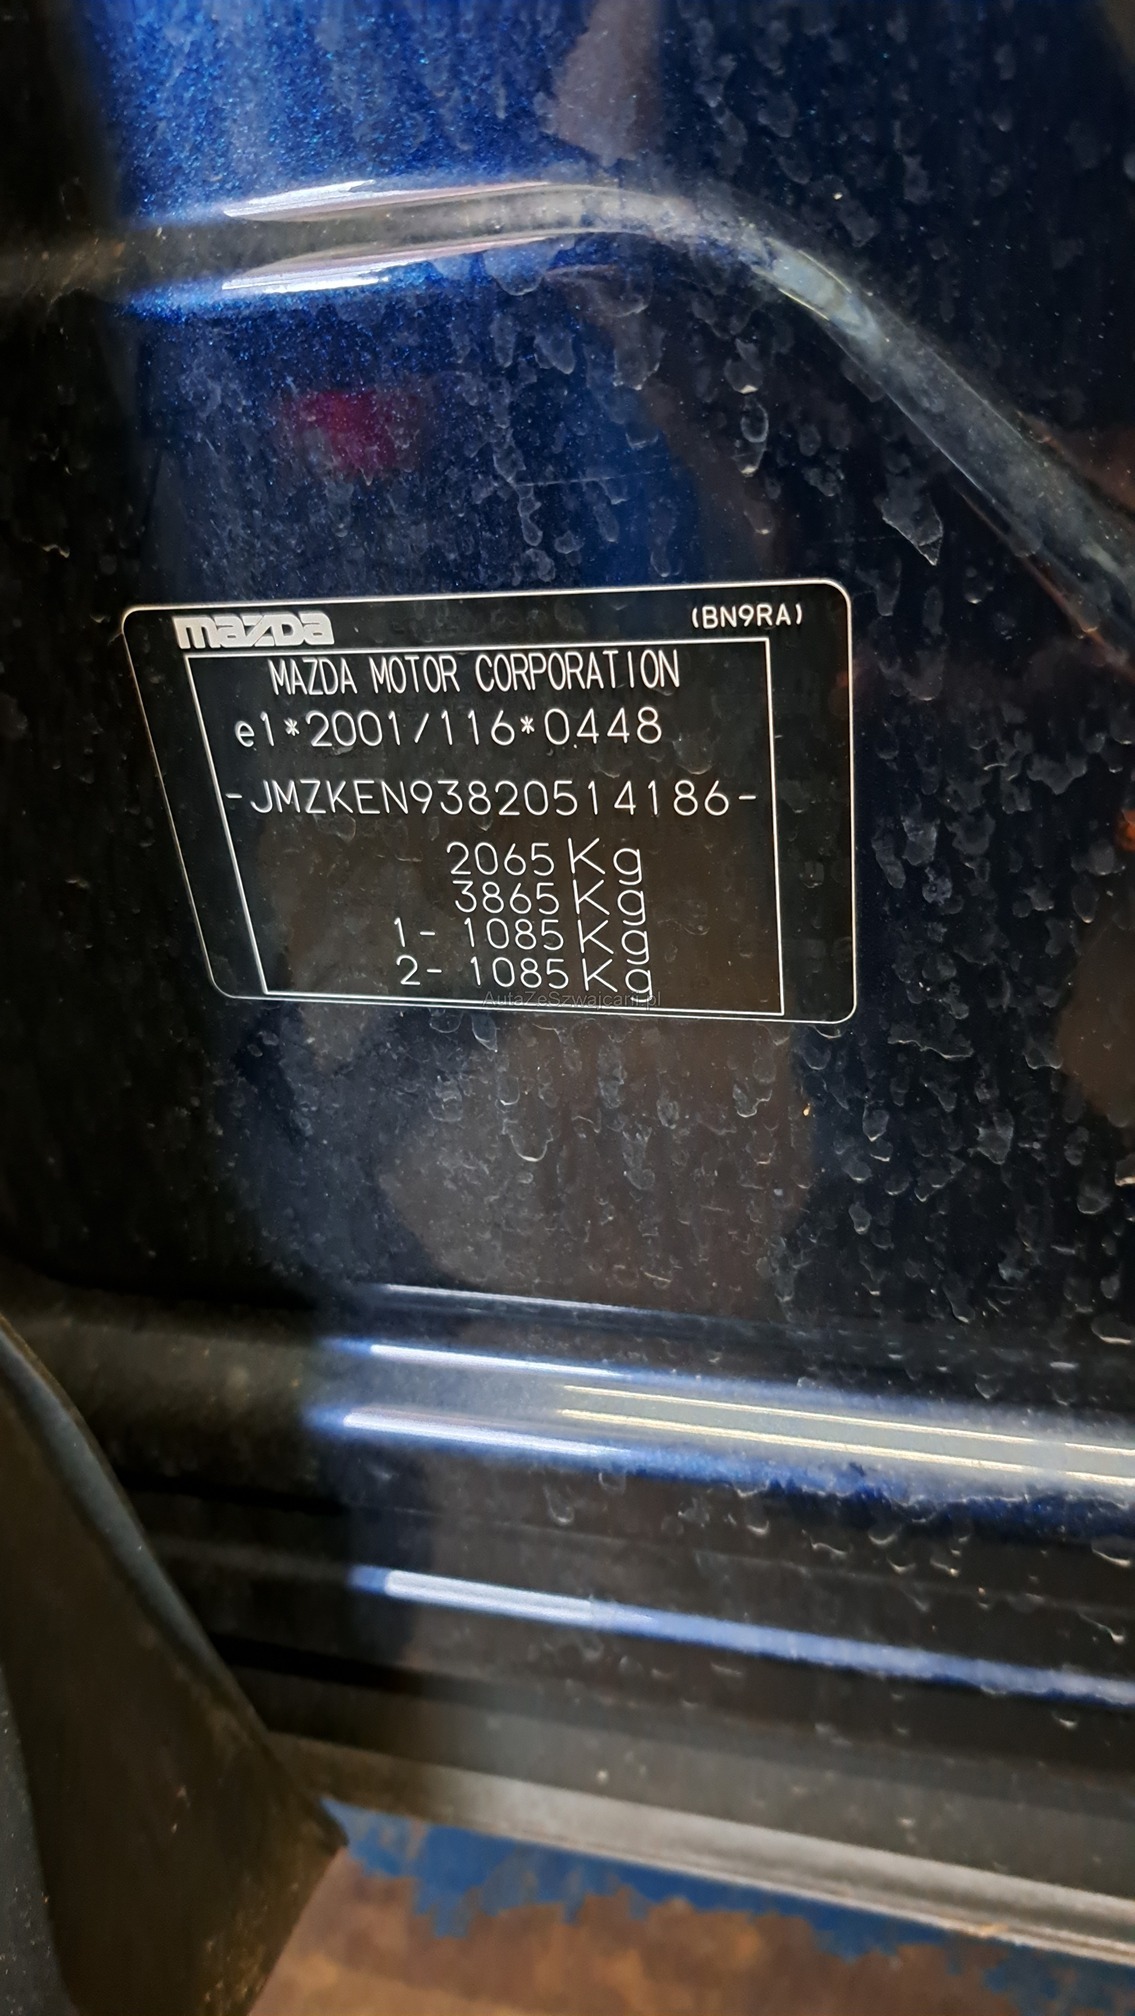 mazda (BN9RA)
MAZDA MOTOR CORPORATION
e1*2001/116*0448
-JMZKEN93820514186-
2065 Kg
3865 Kg
1- 1085 Kg
2- 1085 Kg
AutaZeSzwajcarii.pl